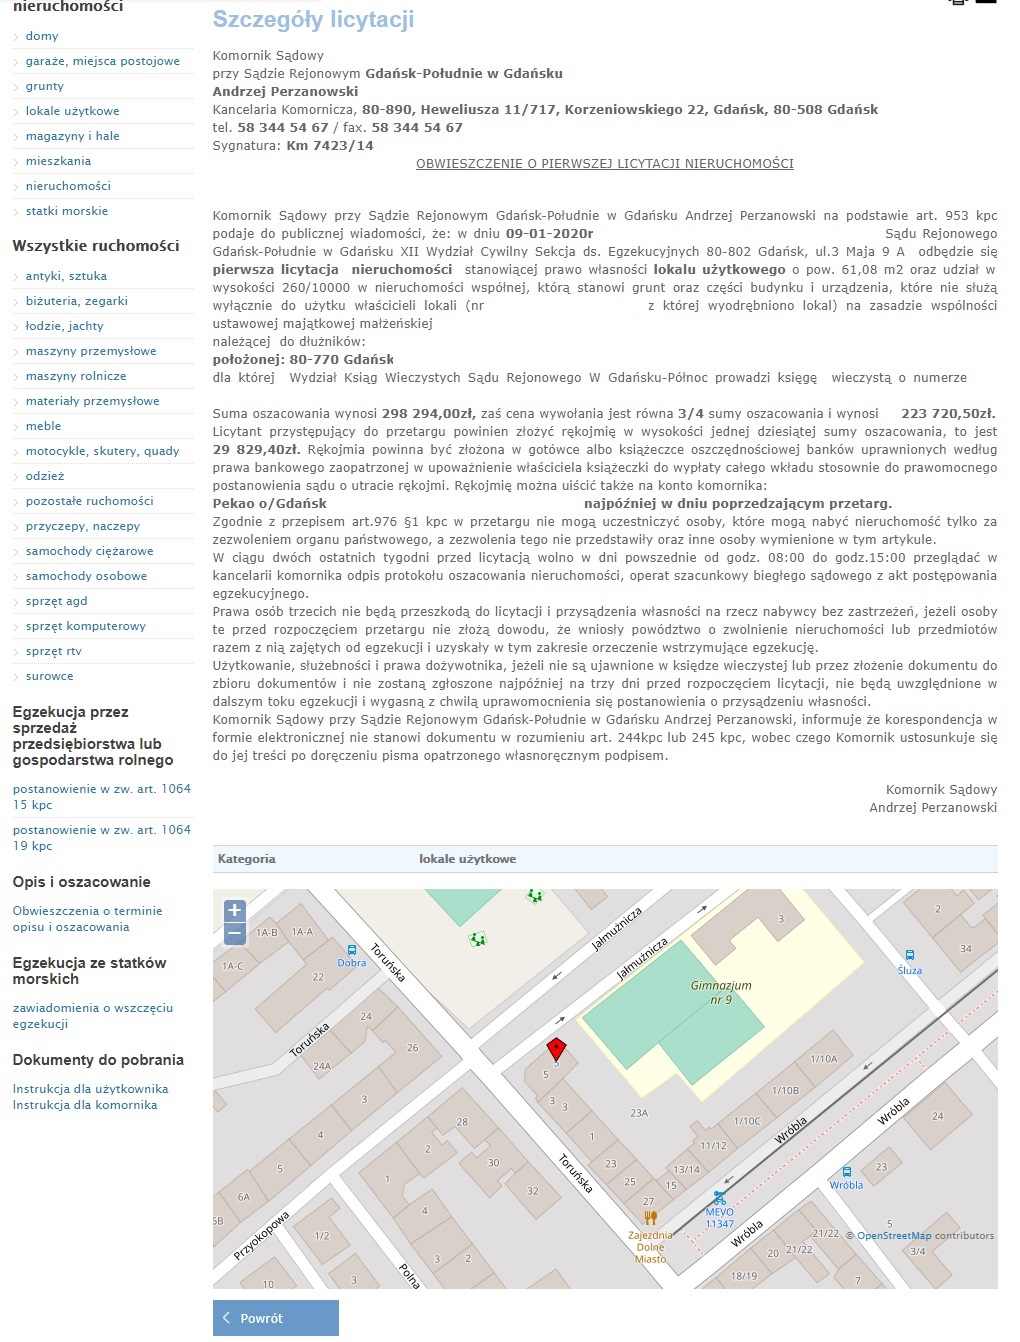 nieruchomości
domy
garaże, miejsca postojowe
grunty
lokale użytkowe
magazyny i hale
mieszkania
nieruchomości
statki morskie
Wszystkie ruchomości
antyki, sztuka
biżuteria, zegarki
łodzie, jachty
maszyny przemysłowe
maszyny rolnicze
materiały przemysłowe
meble
motocykle, skutery, quady
odzież
pozostałe ruchomości
przyczepy, naczepy
samochody ciężarowe
samochody osobowe
sprzęt agd
sprzęt komputerowy
sprzęt rtv
surowce
Egzekucja przez
sprzedaż
przedsiębiorstwa lub
gospodarstwa rolnego
postanowienie w zw. art. 1064
15 kpc
postanowienie w zw. art. 1064
19 kpc
Opis i oszacowanie
Obwieszczenia o terminie
opisu i oszacowania
Egzekucja ze statków
morskich
zawiadomienia o wszczęciu
egzekucji
Dokumenty do pobrania
Instrukcja dla użytkownika
Instrukcja dla komornika
Szczegóły licytacji
Komornik Sądowy
przy Sądzie Rejonowym Gdańsk-Południe w Gdańsku
Andrzej Perzanowski
Kancelaria Komornicza, 80-890, Heweliusza 11/717, Korzeniowskiego 22, Gdańsk, 80-508 Gdańsk
tel. 58 344 54 67 / fax. 58 344 54 67
Sygnatura: Km 7423/14
OBWIESZCZENIE O PIERWSZEJ LICYTACJI NIERUCHOMOŚCI
Komornik Sądowy przy Sądzie Rejonowym Gdańsk-Południe w Gdańsku Andrzej Perzanowski na podstawie art. 953 kpc
podaje do publicznej wiadomości, że: w dniu 09-01-2020r Sądu Rejonowego
Gdańsk-Południe w Gdańsku XII Wydział Cywilny Sekcja ds. Egzekucyjnych 80-802 Gdańsk, ul.3 Maja 9 A odbędzie się
pierwsza licytacja nieruchomości stanowiącej prawo własności lokalu użytkowego o pow. 61,08 m2 oraz udział w
wysokości 260/10000 w nieruchomości wspólnej, którą stanowi grunt oraz części budynku i urządzenia, które nie służą
wyłącznie do użytku właścicieli lokali (nr z której wyodrębniono lokal) na zasadzie wspólności
ustawowej majątkowej małżeńskiej
należącej do dłużników:
położonej: 80-770 Gdańsk
dla której Wydział Ksiąg Wieczystych Sądu Rejonowego W Gdańsku-Północ prowadzi księgę wieczystą o numerze
Suma oszacowania wynosi 298 294,00zł, zaś cena wywołania jest równa 3/4 sumy oszacowania i wynosi 223 720,50zł.
Licytant przystępujący do przetargu powinien złożyć rękojmię w wysokości jednej dziesiątej sumy oszacowania, to jest
29 829,40zł. Rękojmia powinna być złożona w gotówce albo książeczce oszczędnościowej banków uprawnionych według
prawa bankowego zaopatrzonej w upoważnienie właściciela książeczki do wypłaty całego wkładu stosownie do prawomocnego
postanowienia sądu o utracie rękojmi. Rękojmię można uiścić także na konto komornika:
Pekao o/Gdańsk najpóźniej w dniu poprzedzającym przetarg.
Zgodnie z przepisem art.976 §1 kpc w przetargu nie mogą uczestniczyć osoby, które mogą nabyć nieruchomość tylko za
zezwoleniem organu państwowego, a zezwolenia tego nie przedstawiły oraz inne osoby wymienione w tym artykule.
W ciągu dwóch ostatnich tygodni przed licytacją wolno w dni powszednie od godz. 08:00 do godz.15:00 przeglądać w
kancelarii komornika odpis protokołu oszacowania nieruchomości, operat szacunkowy biegłego sądowego z akt postępowania
egzekucyjnego.
Prawa osób trzecich nie będą przeszkodą do licytacji i przysądzenia własności na rzecz nabywcy bez zastrzeżeń, jeżeli osoby
te przed rozpoczęciem przetargu nie złożą dowodu, że wniosły powództwo o zwolnienie nieruchomości lub przedmiotów
razem z nią zajętych od egzekucji i uzyskały w tym zakresie orzeczenie wstrzymujące egzekucję.
Użytkowanie, służebności i prawa dożywotnika, jeżeli nie są ujawnione w księdze wieczystej lub przez złożenie dokumentu do
zbioru dokumentów i nie zostaną zgłoszone najpóźniej na trzy dni przed rozpoczęciem licytacji, nie będą uwzględnione w
dalszym toku egzekucji i wygasną z chwilą uprawomocnienia się postanowienia o przysądzeniu własności.
Komornik Sądowy przy Sądzie Rejonowym Gdańsk-Południe w Gdańsku Andrzej Perzanowski, informuje że korespondencja w
formie elektronicznej nie stanowi dokumentu w rozumieniu art. 244kpc lub 245 kpc, wobec czego Komornik ustosunkuje się
do jej treści po doręczeniu pisma opatrzonego własnoręcznym podpisem.
Komornik Sądowy
Andrzej Perzanowski
Kategoria lokale użytkowe
+
−
1A-B
1A-A
1A-C
22
Dobra
Toruńska
Jałmużnicza
Jałmużnicza
3
2
34
Śluza
Gimnazjum
nr 9
24
Toruńska
24A
26
5
3
3
3
4
5
6A
6B
28
2
30
1
32
4
3
2
1/2
3
10
Przyokopowa
Polna
Toruńska
1
23A
23
25
27
15
13/14
11/12
1/10C
1/10B
1/10A
Wróbla
Wróbla
Wróbla
24
23
Wróbla
MEVO
11347
Zajezdnia
Dolne
Miasto
5
21/22
21/22
20
18/19
7
3/4
© OpenStreetMap contributors
Powrót